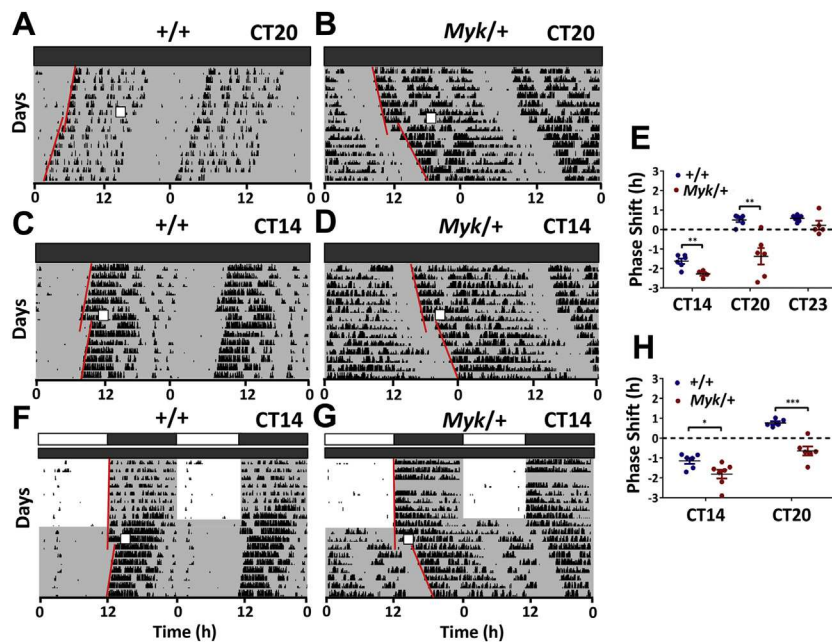 A +/+ CT20
B Myk/+ CT20
Days
0 12 0 12 0
0 12 0 12 0
C +/+ CT14
D Myk/+ CT14
Days
0 12 0 12 0
0 12 0 12 0
F +/+ CT14
G Myk/+ CT14
Days
0 12 0 12 0
0 12 0 12 0
Time (h)
Time (h)
E
+/+
Myk/+
Phase Shift (h)
3
2
1
0
-1
-2
-3
**
**
CT14 CT20 CT23
H
+/+
Myk/+
Phase Shift (h)
3
2
1
0
-1
-2
-3
*
***
CT14 CT20